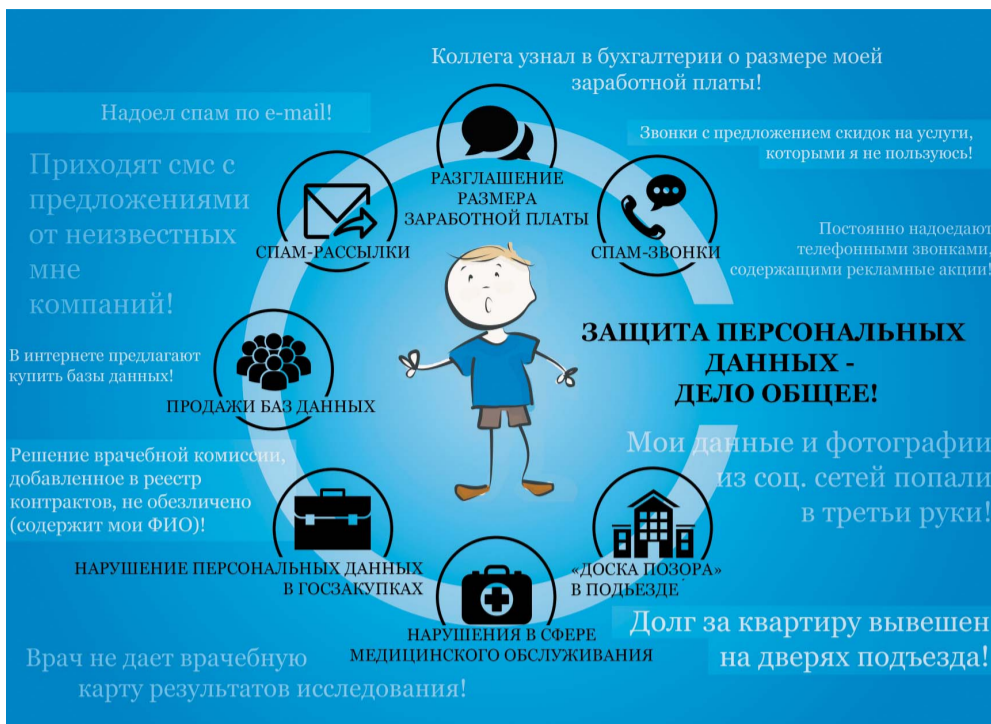 Коллега узнал в бухгалтерии о размере моей
заработной платы!
Надоел спам по e-mail!
Звонки с предложением скидок на услуги,
которыми я не пользуюсь!
Приходят смс с
предложениями
от неизвестных
мне
компаний!
РАЗГЛАШЕНИЕ
РАЗМЕРА
ЗАРАБОТНОЙ ПЛАТЫ
СПАМ-РАССЫЛКИ
СПАМ-ЗВОНКИ
Постоянно надоедают
телефонными звонками,
содержащими рекламные акции!
ЗАЩИТА ПЕРСОНАЛЬНЫХ
ДАННЫХ -
ДЕЛО ОБЩЕЕ!
В интернете предлагают
купить базы данных!
ПРОДАЖИ БАЗ ДАННЫХ
Мои данные и фотографии
из соц. сетей попали
в третьи руки!
Решение врачебной комиссии,
добавленное в реестр
контрактов, не обезличено
(содержит мои ФИО)!
НАРУШЕНИЕ ПЕРСОНАЛЬНЫХ ДАННЫХ
В ГОСЗАКУПКАХ
«ДОСКА ПОЗОРА»
В ПОДЬЕЗДЕ
НАРУШЕНИЯ В СФЕРЕ
МЕДИЦИНСКОГО ОБСЛУЖИВАНИЯ
Долг за квартиру вывешен
на дверях подъезда!
Врач не дает врачебную
карту результатов исследования!